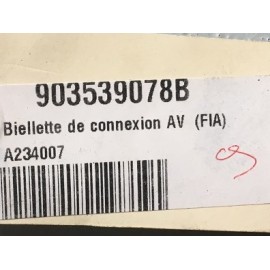 903539078B
Biellette de connexion AV (FIA)
A234007